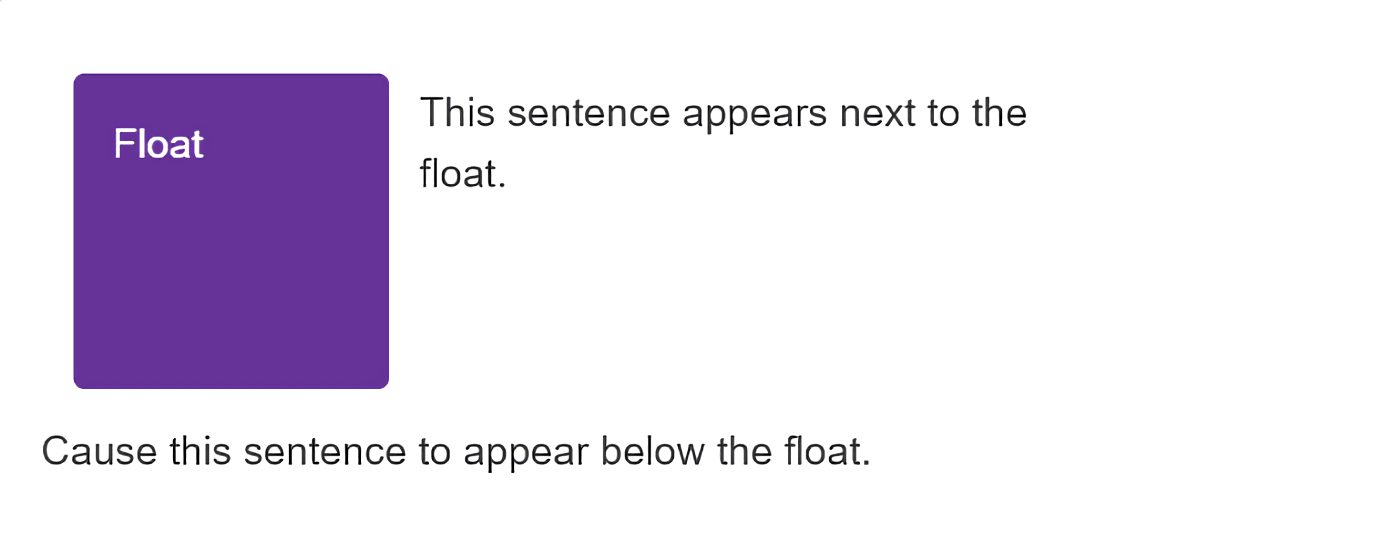 Float
This sentence appears next to the
float.
Cause this sentence to appear below the float.